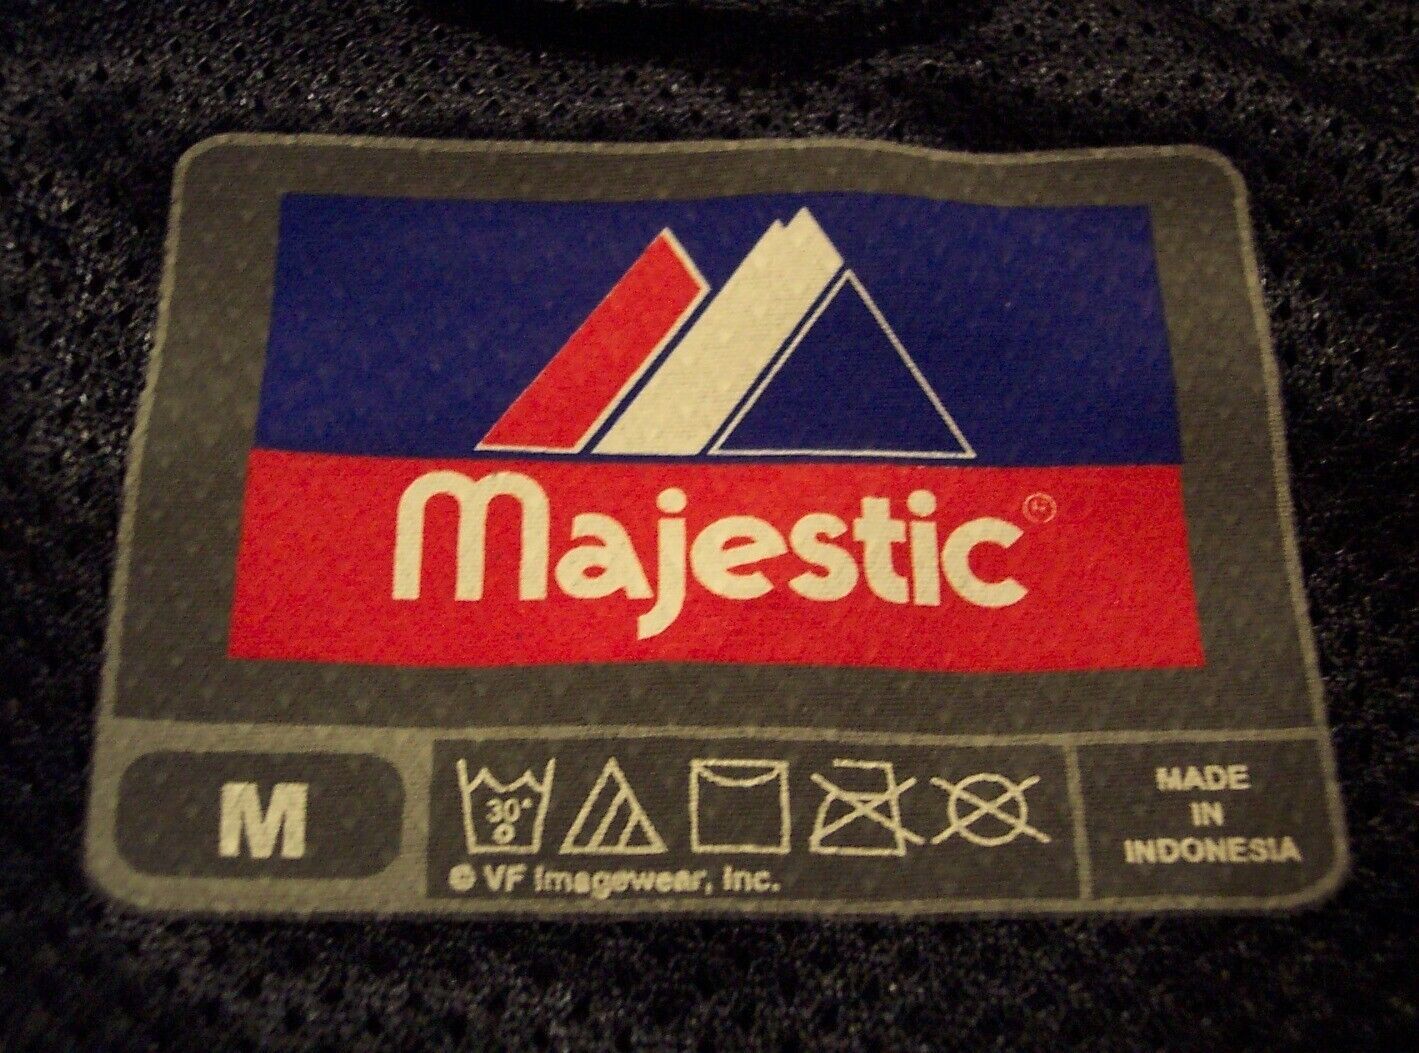 majestic®
M
30°
© VF Imagewear, Inc.
MADE
IN
INDONESIA